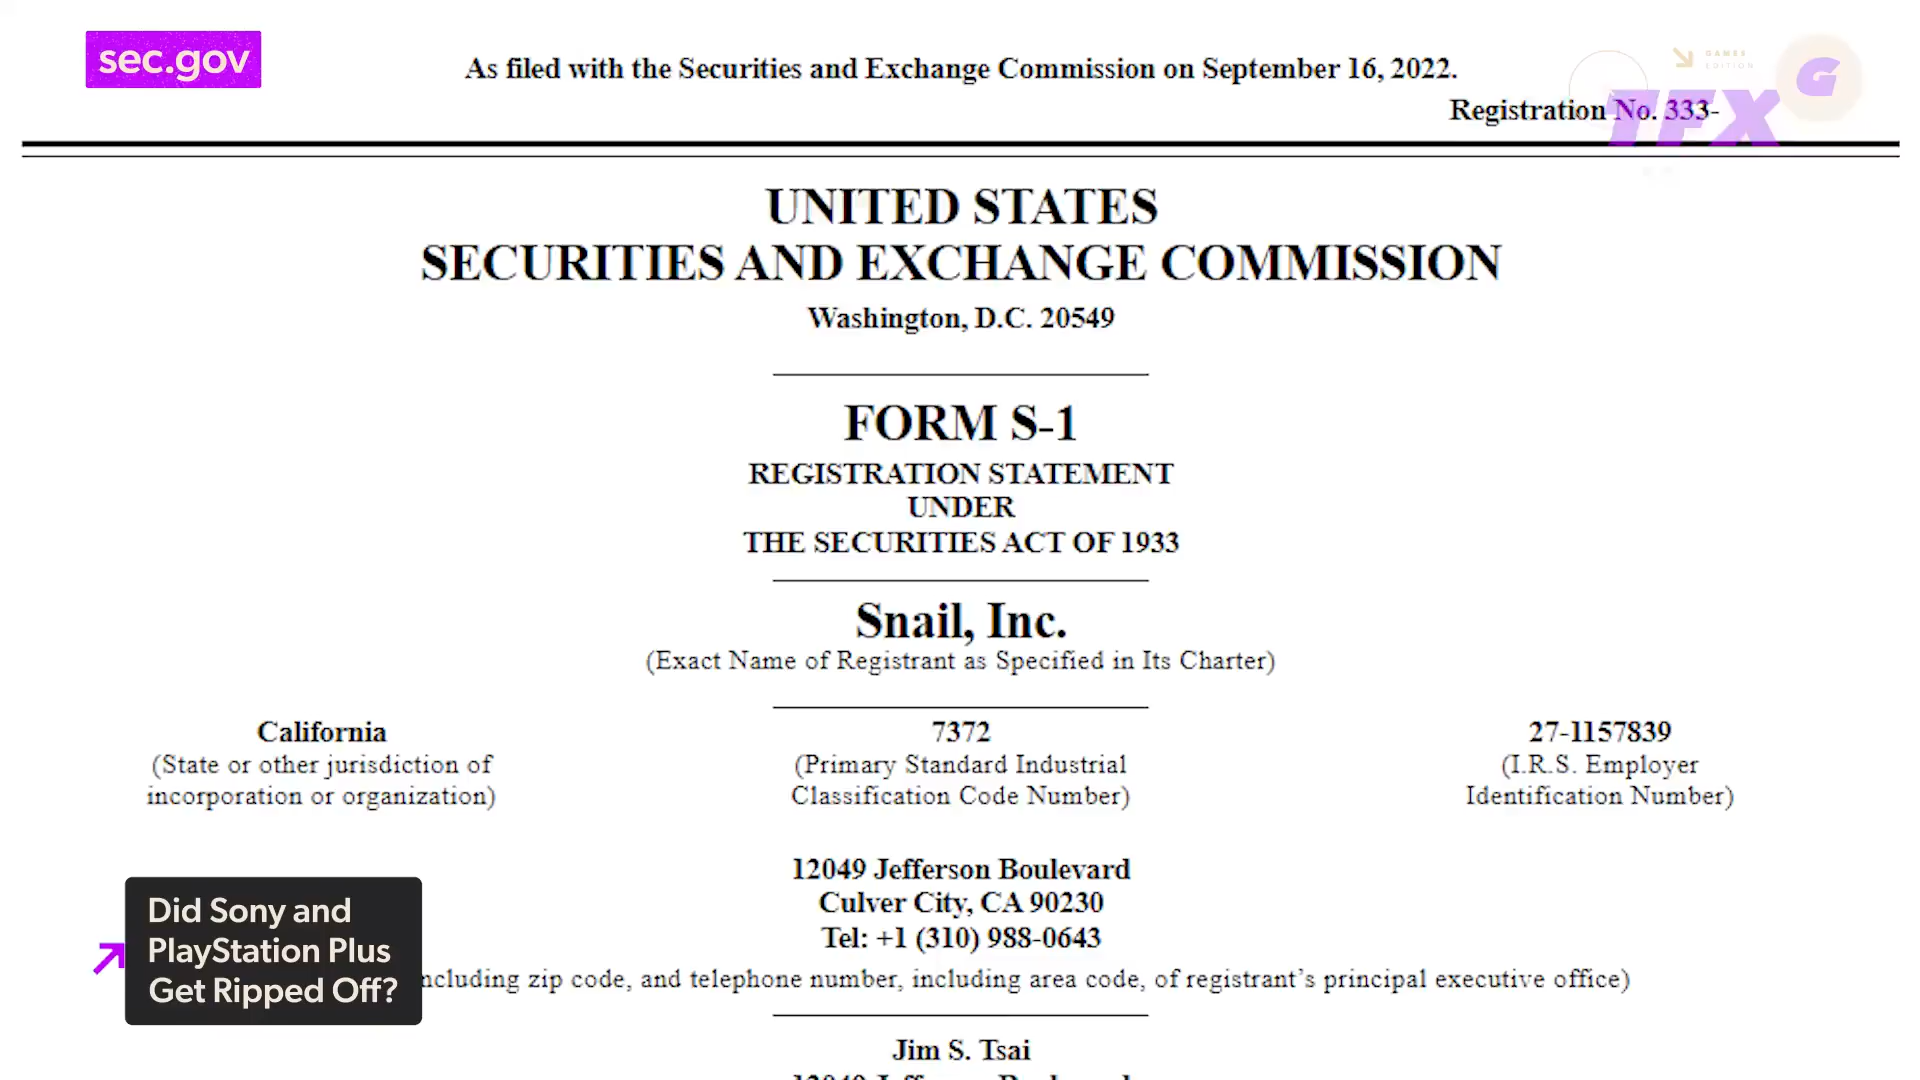 sec.gov
As filed with the Securities and Exchange Commission on September 16, 2022.
GAMES
EDITION
G
TFX
Registration No. 333-
UNITED STATES
SECURITIES AND EXCHANGE COMMISSION
Washington, D.C. 20549
FORM S-1
REGISTRATION STATEMENT
UNDER
THE SECURITIES ACT OF 1933
Snail, Inc.
(Exact Name of Registrant as Specified in Its Charter)
California
(State or other jurisdiction of
incorporation or organization)
7372
(Primary Standard Industrial
Classification Code Number)
27-1157839
(I.R.S. Employer
Identification Number)
12049 Jefferson Boulevard
Culver City, CA 90230
Tel: +1 (310) 988-0643
ncluding zip code, and telephone number, including area code, of registrant's principal executive office)
Did Sony and
PlayStation Plus
Get Ripped Off?
Jim S. Tsai